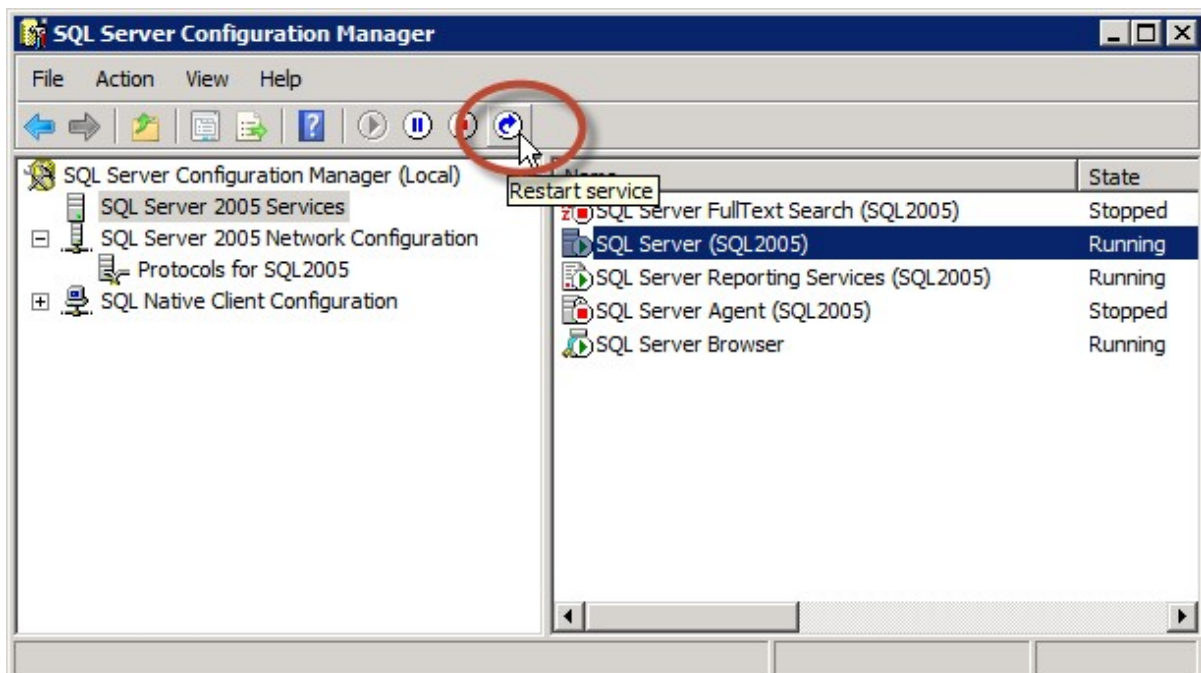 SQL Server Configuration Manager
File Action View Help
SQL Server Configuration Manager (Local)
SQL Server 2005 Services
SQL Server 2005 Network Configuration
Protocols for SQL2005
SQL Native Client Configuration
Restart service
Name State
SQL Server FullText Search (SQL2005) Stopped
SQL Server (SQL2005) Running
SQL Server Reporting Services (SQL2005) Running
SQL Server Agent (SQL2005) Stopped
SQL Server Browser Running